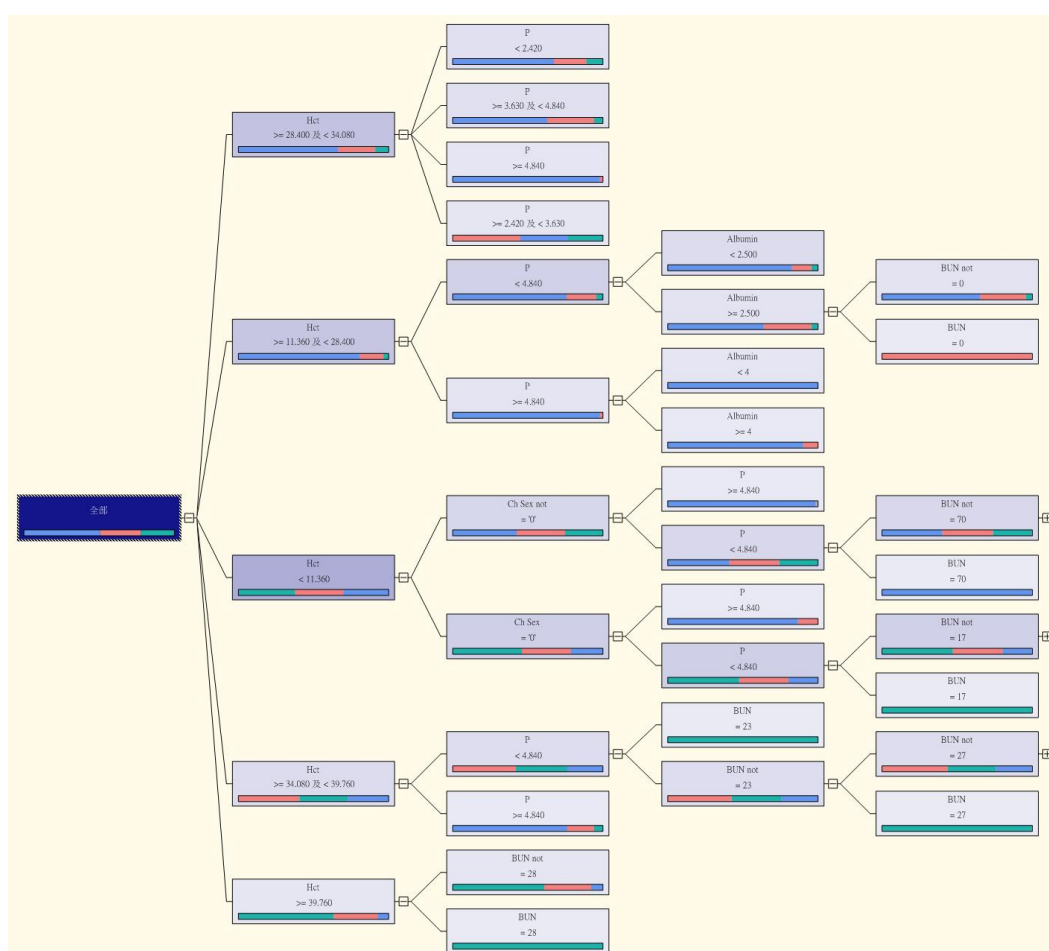 全部
Hct
>= 28.400 及 < 34.080
P
< 2.420
P
>= 3.630 及 < 4.840
P
>= 4.840
P
>= 2.420 及 < 3.630
Hct
>= 11.360 及 < 28.400
P
< 4.840
Albumin
< 2.500
Albumin
>= 2.500
BUN not
= 0
BUN
= 0
P
>= 4.840
Albumin
< 4
Albumin
>= 4
Hct
< 11.360
Ch Sex not
= '0'
P
>= 4.840
P
< 4.840
BUN not
= 70
BUN
= 70
Ch Sex
= '0'
P
>= 4.840
P
< 4.840
BUN not
= 17
BUN
= 17
Hct
>= 34.080 及 < 39.760
P
< 4.840
BUN
= 23
BUN not
= 23
BUN not
= 27
BUN
= 27
P
>= 4.840
Hct
>= 39.760
BUN not
= 28
BUN
= 28